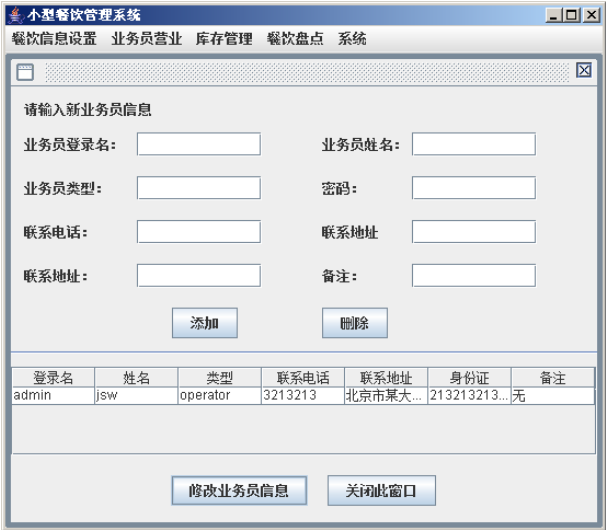 小型餐饮管理系统
餐饮信息设置 业务员营业 库存管理 餐饮盘点 系统
请输入新业务员信息
业务员登录名： 业务员姓名：
业务员类型： 密码：
联系电话： 联系地址
联系地址： 备注：
添加 删除
登录名 姓名 类型 联系电话 联系地址 身份证 备注
admin jsw operator 3213213 北京市某大... 213213213... 无
修改业务员信息 关闭此窗口